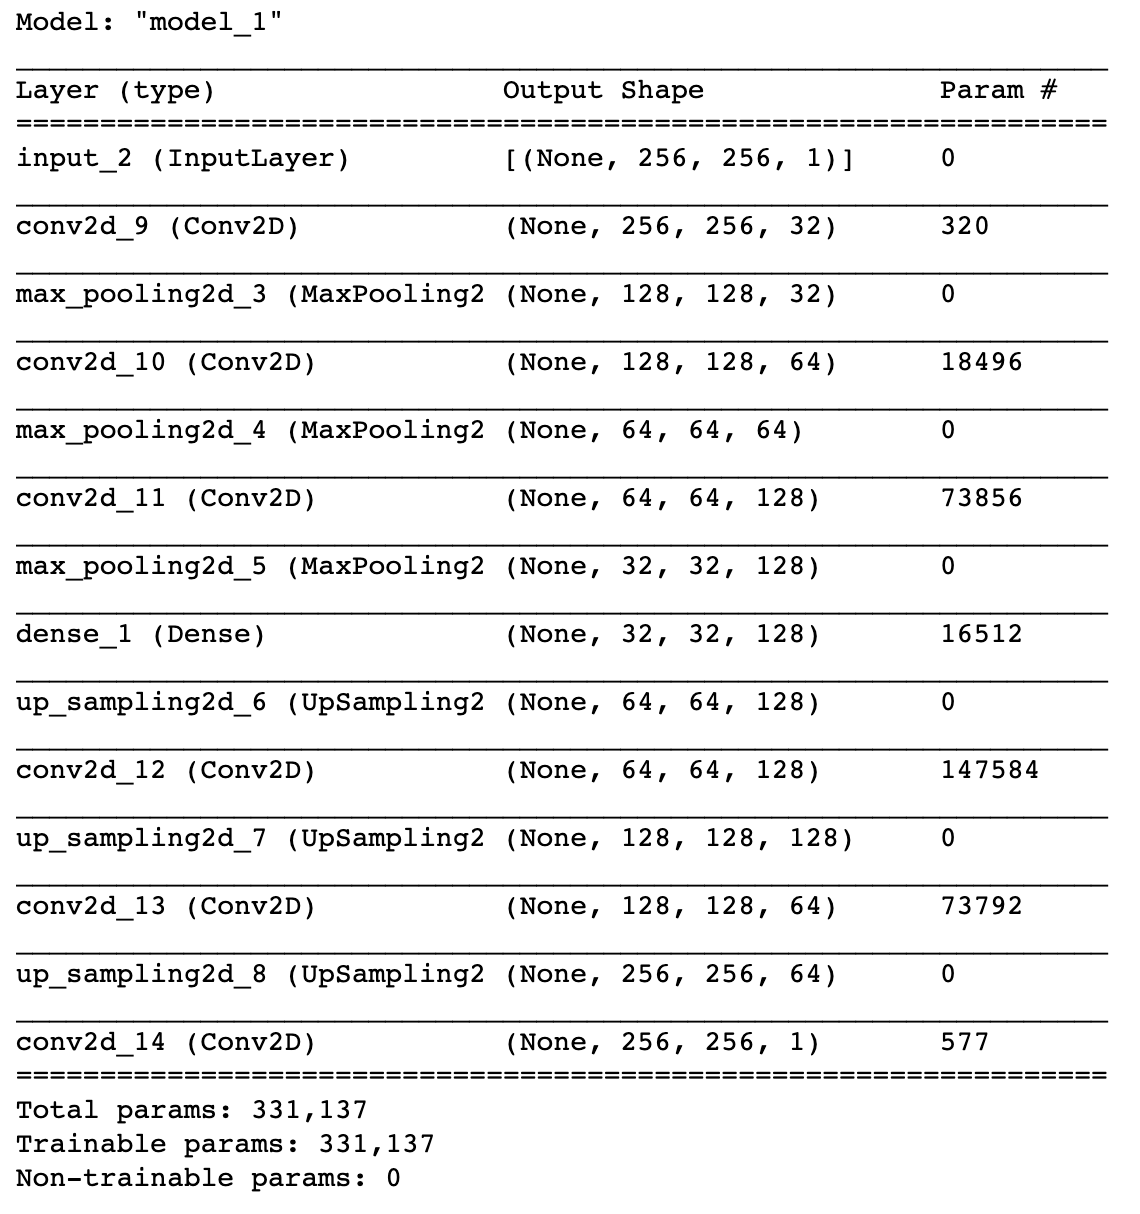 Model: "model_1"
Layer (type) Output Shape Param #
=================================================================
input_2 (InputLayer) [(None, 256, 256, 1)] 0
conv2d_9 (Conv2D) (None, 256, 256, 32) 320
max_pooling2d_3 (MaxPooling2 (None, 128, 128, 32) 0
conv2d_10 (Conv2D) (None, 128, 128, 64) 18496
max_pooling2d_4 (MaxPooling2 (None, 64, 64, 64) 0
conv2d_11 (Conv2D) (None, 64, 64, 128) 73856
max_pooling2d_5 (MaxPooling2 (None, 32, 32, 128) 0
dense_1 (Dense) (None, 32, 32, 128) 16512
up_sampling2d_6 (UpSampling2 (None, 64, 64, 128) 0
conv2d_12 (Conv2D) (None, 64, 64, 128) 147584
up_sampling2d_7 (UpSampling2 (None, 128, 128, 128) 0
conv2d_13 (Conv2D) (None, 128, 128, 64) 73792
up_sampling2d_8 (UpSampling2 (None, 256, 256, 64) 0
conv2d_14 (Conv2D) (None, 256, 256, 1) 577
=================================================================
Total params: 331,137
Trainable params: 331,137
Non-trainable params: 0